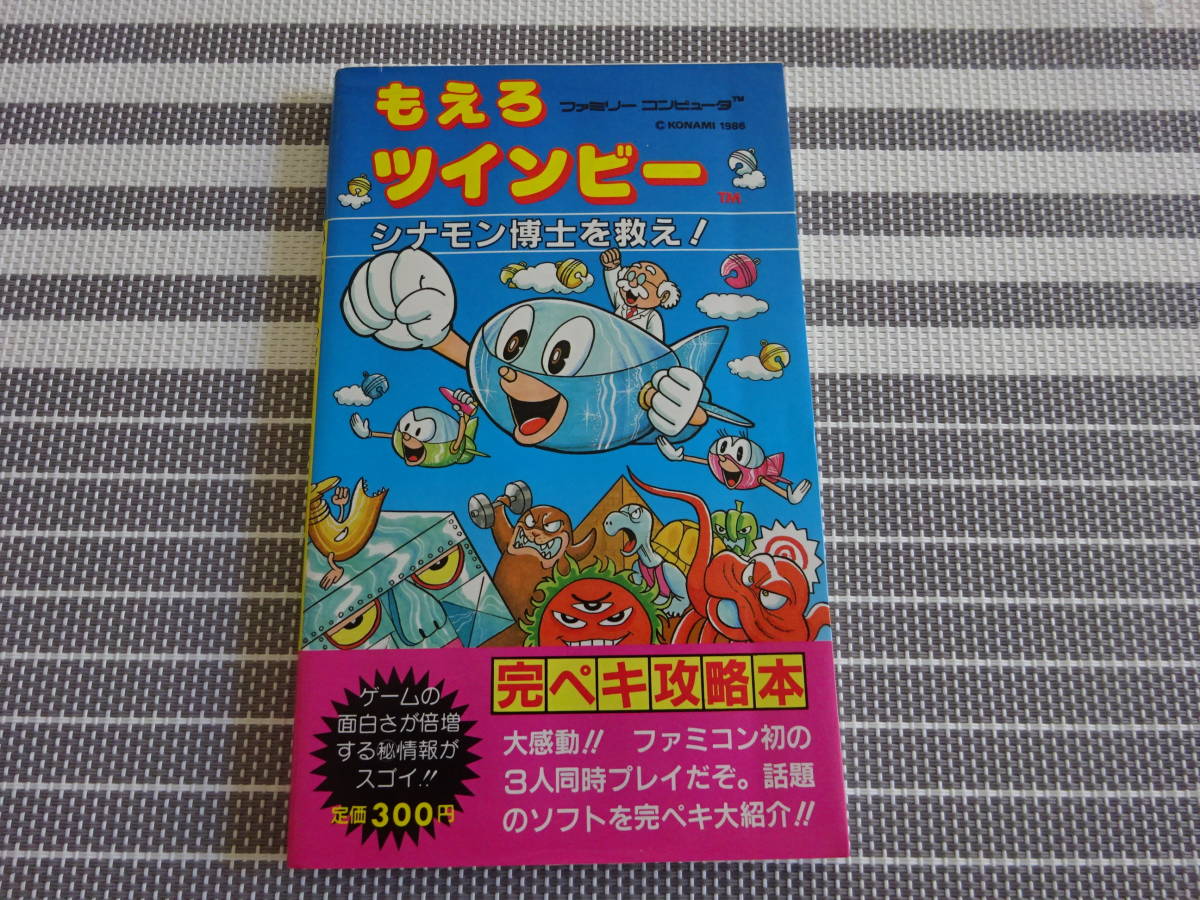 もえろ
ファミリー コンピュータ™
© KONAMI 1986
ツインビー™
シナモン博士を救え!
完ペキ攻略本
ゲームの
面白さが倍増
する㊙情報が
スゴイ!!
定価300円
大感動!! ファミコン初の
3人同時プレイだぞ。話題
のソフトを完ペキ大紹介!!